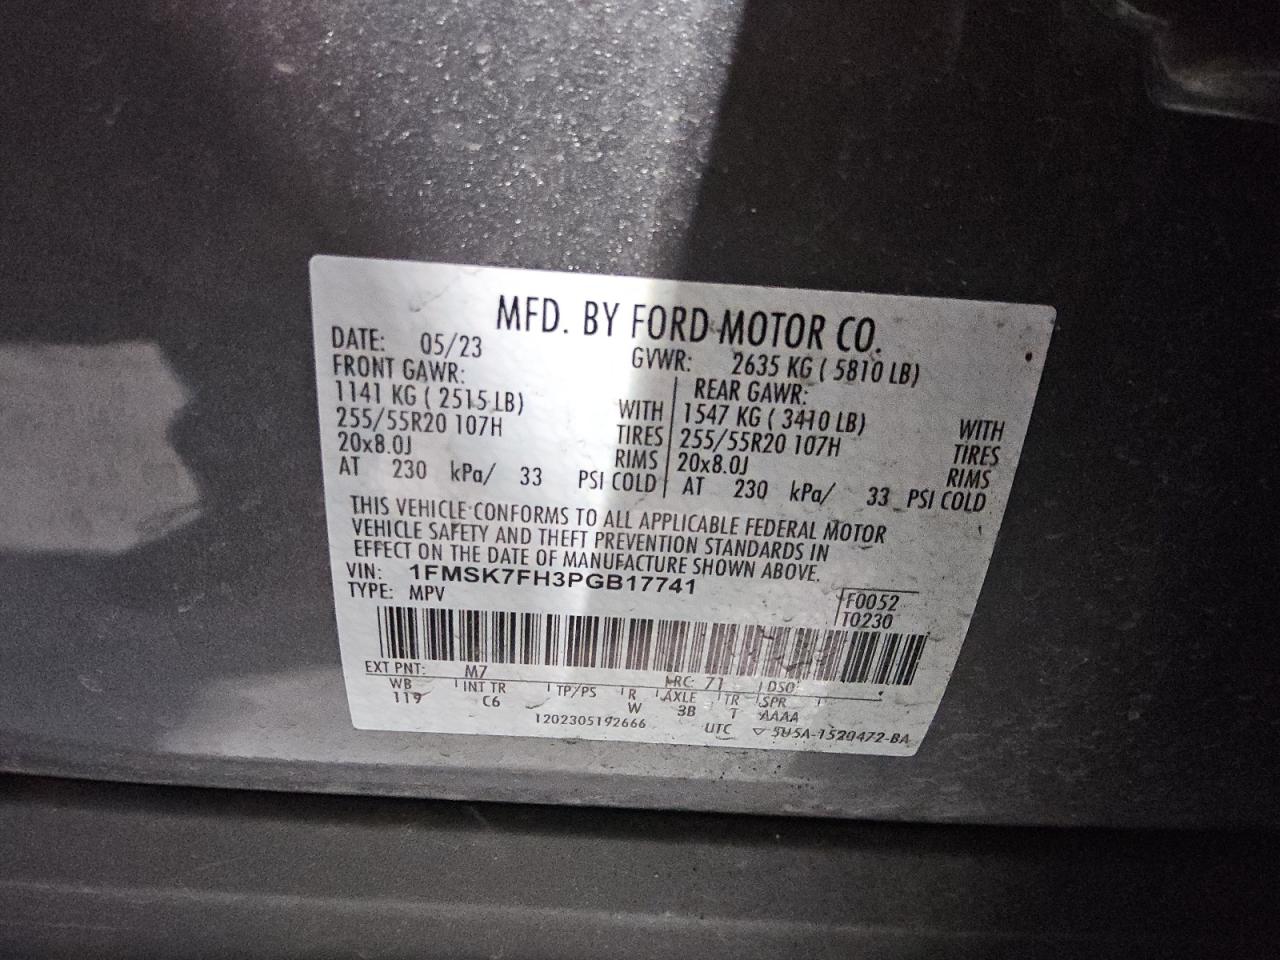 MFD. BY FORD MOTOR CO.
DATE: 05/23 GVWR: 2635 KG ( 5810 LB)
FRONT GAWR: REAR GAWR:
1141 KG ( 2515 LB) WITH 1547 KG ( 3410 LB) WITH
255/55R20 107H TIRES 255/55R20 107H TIRES
20x8.0J RIMS 20x8.0J RIMS
AT 230 kPa/ 33 PSI COLD AT 230 kPa/ 33 PSI COLD
THIS VEHICLE CONFORMS TO ALL APPLICABLE FEDERAL MOTOR
VEHICLE SAFETY AND THEFT PREVENTION STANDARDS IN
EFFECT ON THE DATE OF MANUFACTURE SHOWN ABOVE.
VIN: 1FMSK7FH3PGB17741
TYPE: MPV
F0052
T0230
EXT PNT: M7 RC: 71 DSO:
WB INT TR TP/PS R AXLE TR SPR
119 C6 W 3B T AAAA
1202305192666 UTC ▽ 5U5A-1520472-BA